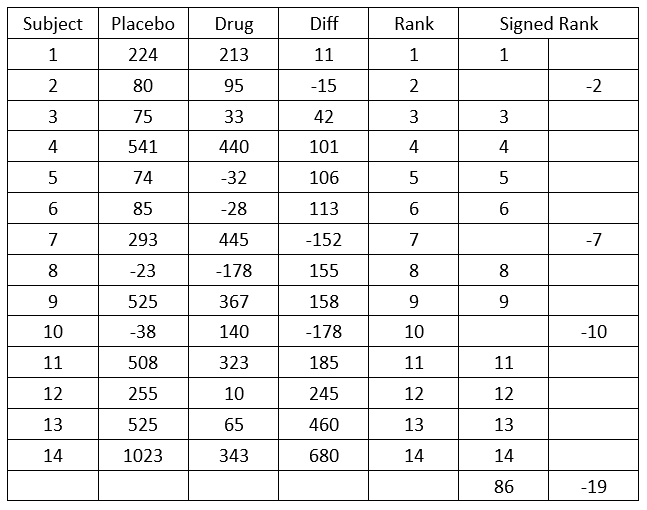 Subject Placebo Drug Diff Rank Signed Rank
1 224 213 11 1 1
2 80 95 -15 2 -2
3 75 33 42 3 3
4 541 440 101 4 4
5 74 -32 106 5 5
6 85 -28 113 6 6
7 293 445 -152 7 -7
8 -23 -178 155 8 8
9 525 367 158 9 9
10 -38 140 -178 10 -10
11 508 323 185 11 11
12 255 10 245 12 12
13 525 65 460 13 13
14 1023 343 680 14 14
86 -19